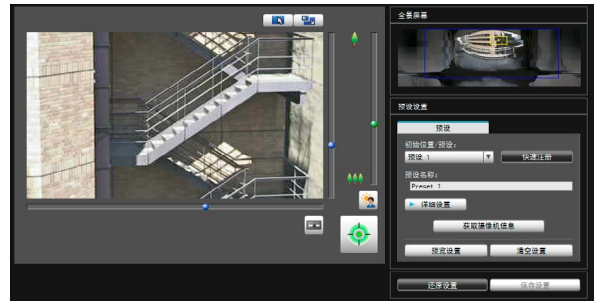 全景屏幕
预设设置
预设
初始位置/预设:
预设 1
快速注册
预设名称:
Preset 1
详细设置
获取摄像机信息
预览设置
清空设置
还原设置
保存设置